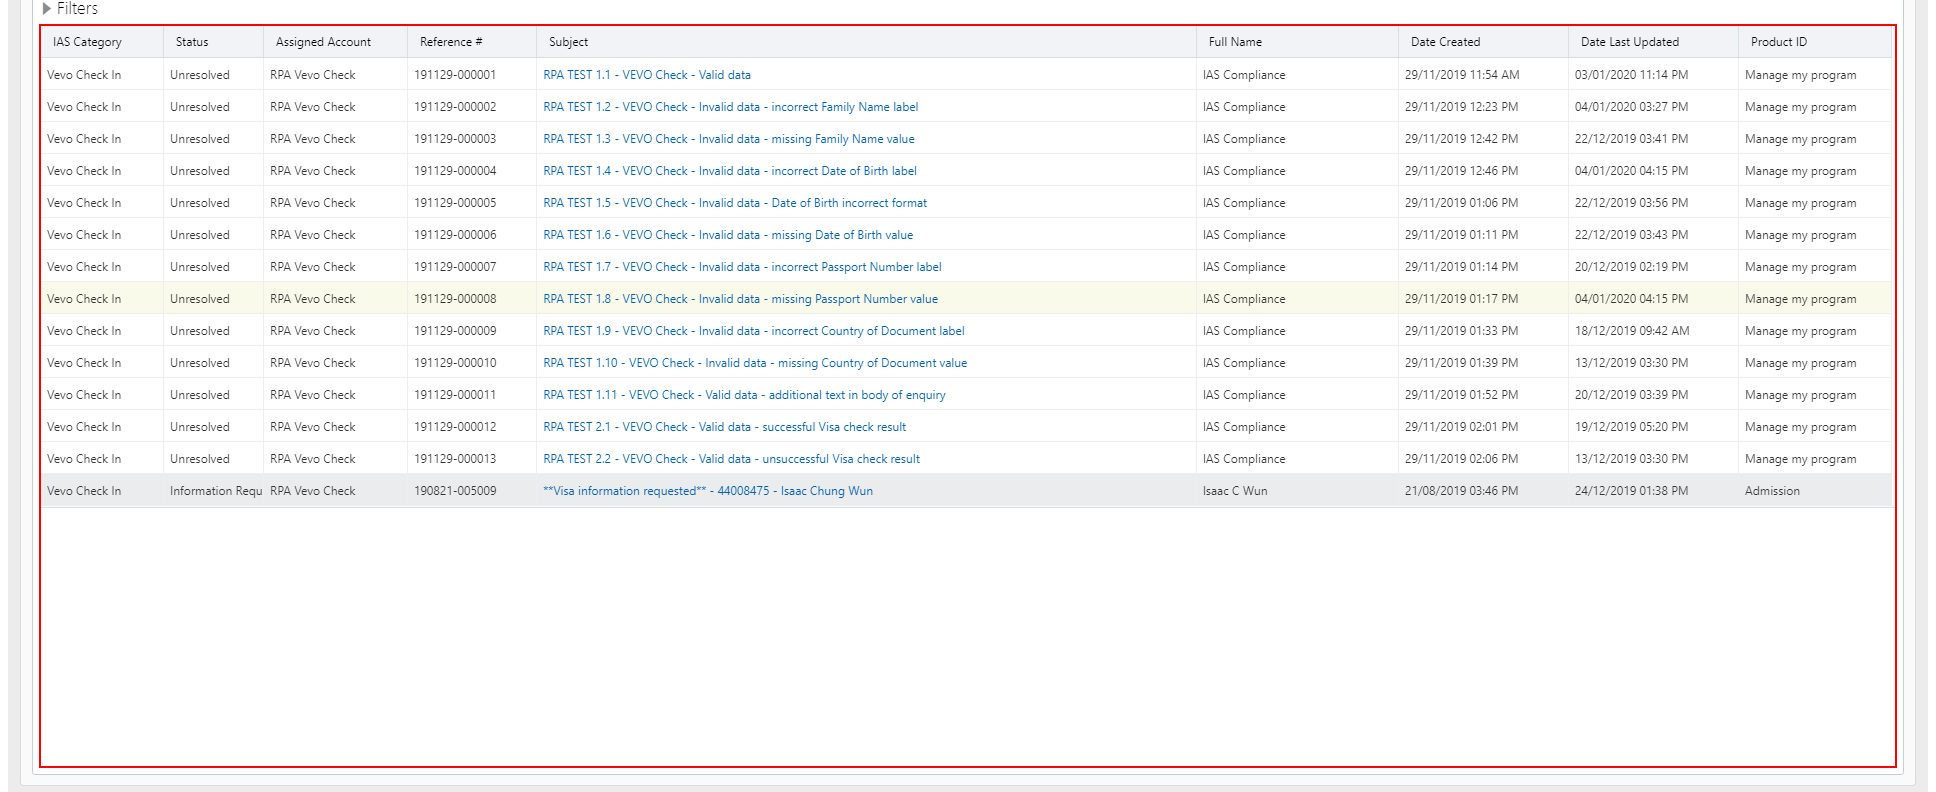 Filters
IAS Category Status Assigned Account Reference # Subject Full Name Date Created Date Last Updated Product ID
Vevo Check In Unresolved RPA Vevo Check 191129-000001 RPA TEST 1.1 - VEVO Check - Valid data IAS Compliance 29/11/2019 11:54 AM 03/01/2020 11:14 PM Manage my program
Vevo Check In Unresolved RPA Vevo Check 191129-000002 RPA TEST 1.2 - VEVO Check - Invalid data - incorrect Family Name label IAS Compliance 29/11/2019 12:23 PM 04/01/2020 03:27 PM Manage my program
Vevo Check In Unresolved RPA Vevo Check 191129-000003 RPA TEST 1.3 - VEVO Check - Invalid data - missing Family Name value IAS Compliance 29/11/2019 12:42 PM 22/12/2019 03:41 PM Manage my program
Vevo Check In Unresolved RPA Vevo Check 191129-000004 RPA TEST 1.4 - VEVO Check - Invalid data - incorrect Date of Birth label IAS Compliance 29/11/2019 12:46 PM 04/01/2020 04:15 PM Manage my program
Vevo Check In Unresolved RPA Vevo Check 191129-000005 RPA TEST 1.5 - VEVO Check - Invalid data - Date of Birth incorrect format IAS Compliance 29/11/2019 01:06 PM 22/12/2019 03:56 PM Manage my program
Vevo Check In Unresolved RPA Vevo Check 191129-000006 RPA TEST 1.6 - VEVO Check - Invalid data - missing Date of Birth value IAS Compliance 29/11/2019 01:11 PM 22/12/2019 03:43 PM Manage my program
Vevo Check In Unresolved RPA Vevo Check 191129-000007 RPA TEST 1.7 - VEVO Check - Invalid data - incorrect Passport Number label IAS Compliance 29/11/2019 01:14 PM 20/12/2019 02:19 PM Manage my program
Vevo Check In Unresolved RPA Vevo Check 191129-000008 RPA TEST 1.8 - VEVO Check - Invalid data - missing Passport Number value IAS Compliance 29/11/2019 01:17 PM 04/01/2020 04:15 PM Manage my program
Vevo Check In Unresolved RPA Vevo Check 191129-000009 RPA TEST 1.9 - VEVO Check - Invalid data - incorrect Country of Document label IAS Compliance 29/11/2019 01:33 PM 18/12/2019 09:42 AM Manage my program
Vevo Check In Unresolved RPA Vevo Check 191129-000010 RPA TEST 1.10 - VEVO Check - Invalid data - missing Country of Document value IAS Compliance 29/11/2019 01:39 PM 13/12/2019 03:30 PM Manage my program
Vevo Check In Unresolved RPA Vevo Check 191129-000011 RPA TEST 1.11 - VEVO Check - Valid data - additional text in body of enquiry IAS Compliance 29/11/2019 01:52 PM 20/12/2019 03:39 PM Manage my program
Vevo Check In Unresolved RPA Vevo Check 191129-000012 RPA TEST 2.1 - VEVO Check - Valid data - successful Visa check result IAS Compliance 29/11/2019 02:01 PM 19/12/2019 05:20 PM Manage my program
Vevo Check In Unresolved RPA Vevo Check 191129-000013 RPA TEST 2.2 - VEVO Check - Valid data - unsuccessful Visa check result IAS Compliance 29/11/2019 02:06 PM 13/12/2019 03:30 PM Manage my program
Vevo Check In Information Requ RPA Vevo Check 190821-005009 **Visa information requested** - 44008475 - Isaac Chung Wun Isaac C Wun 21/08/2019 03:46 PM 24/12/2019 01:38 PM Admission